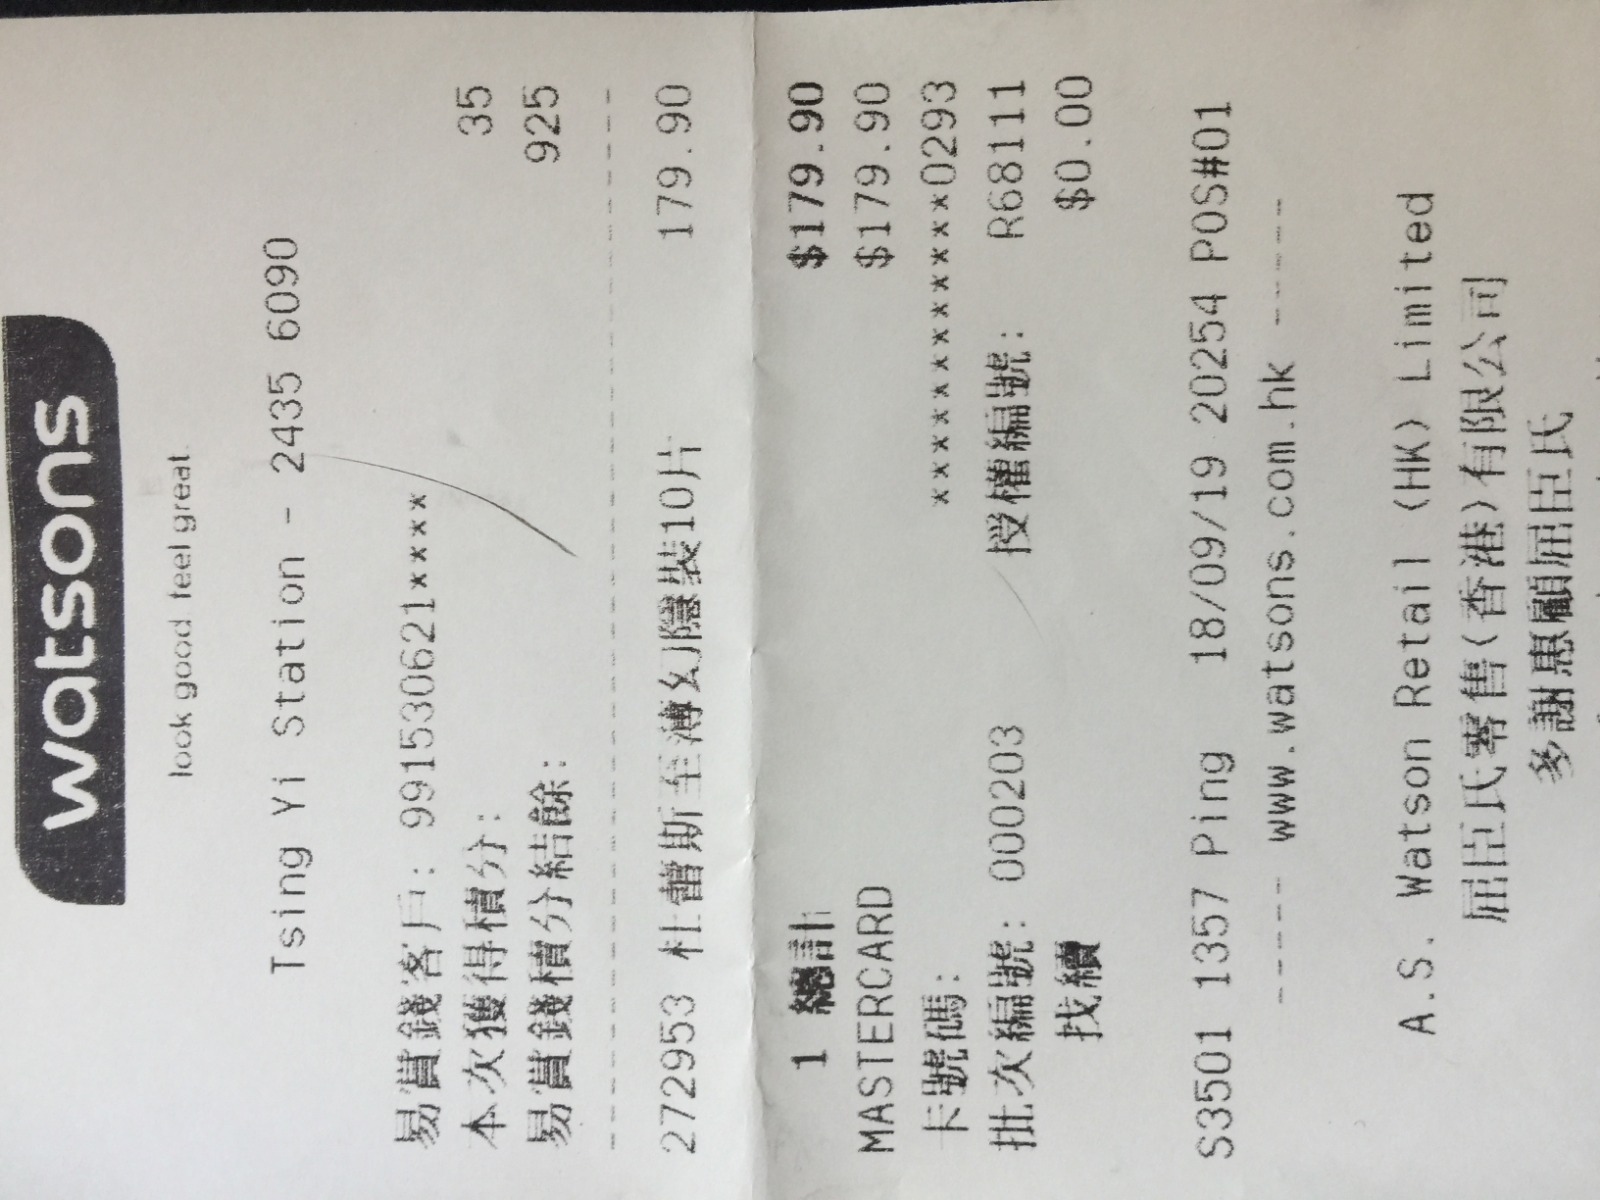 watsons
look good. feel great.
Tsing Yi Station - 2435 6090
易賞錢客戶: 991530621****
本次獲得積分: 35
易賞錢積分結餘: 925
272953 杜蕾斯至薄幻隱裝10片 179.90
1 總計 $179.90
MASTERCARD $179.90
卡號碼: ************0293
批次編號: 000203 授權編號: R68111
找續 $0.00
S3501 1357 Ping 18/09/19 20254 POS#01
----- www.watsons.com.hk -----
A.S. Watson Retail (HK) Limited
屈臣氏零售(香港)有限公司
多謝惠顧屈臣氏